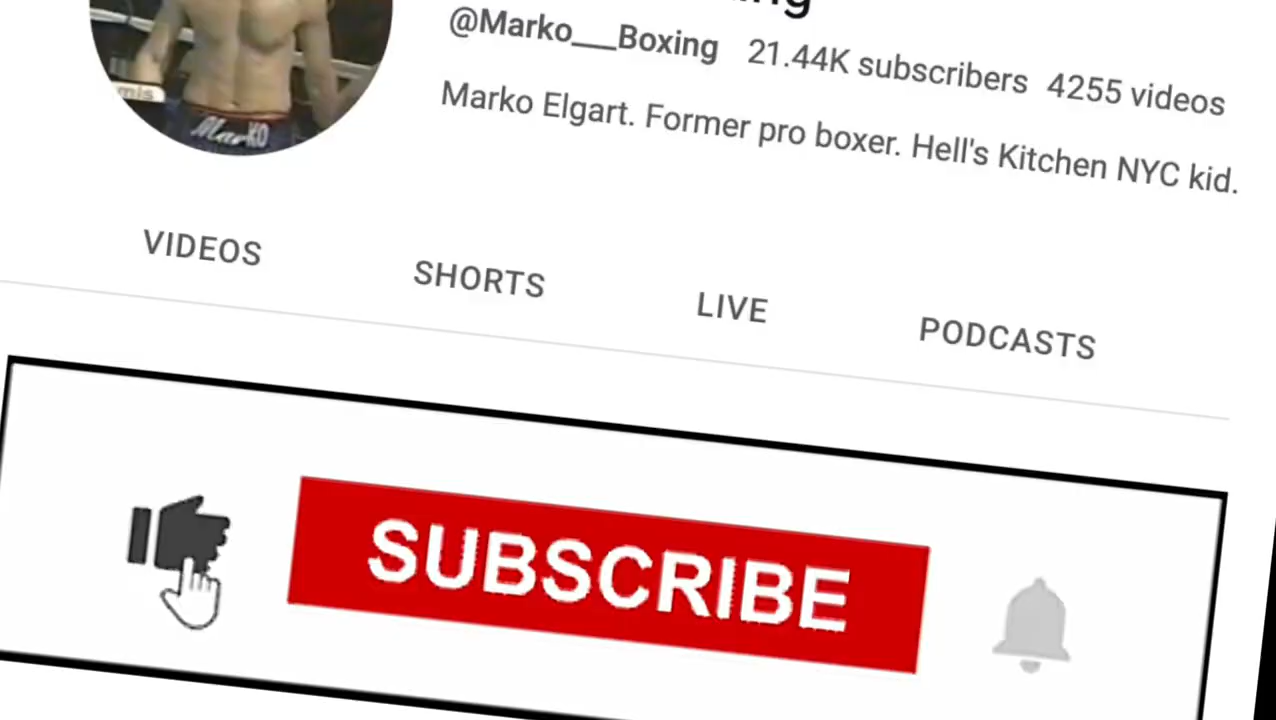 @Marko___Boxing 21.44K subscribers 4255 videos
Marko Elgart. Former pro boxer. Hell's Kitchen NYC kid.
VIDEOS SHORTS LIVE PODCASTS
MarKO
SUBSCRIBE